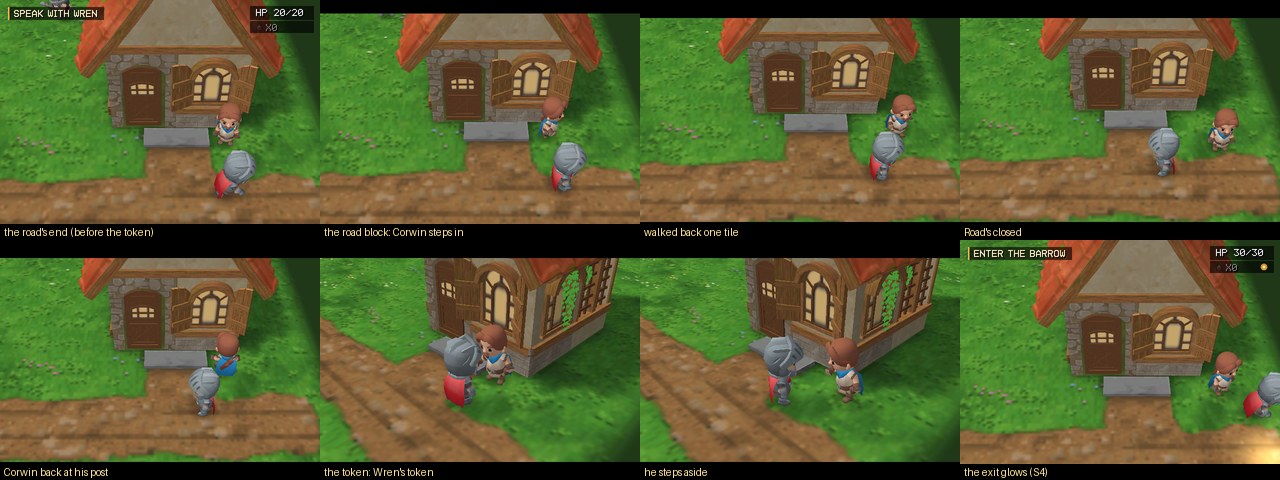 SPEAK WITH WREN
HP 20/20
X0
the road's end (before the token)
the road block: Corwin steps in
walked back one tile
Road's closed
ENTER THE BARROW
HP 30/30
X0
Corwin back at his post
the token: Wren's token
he steps aside
the exit glows (S4)